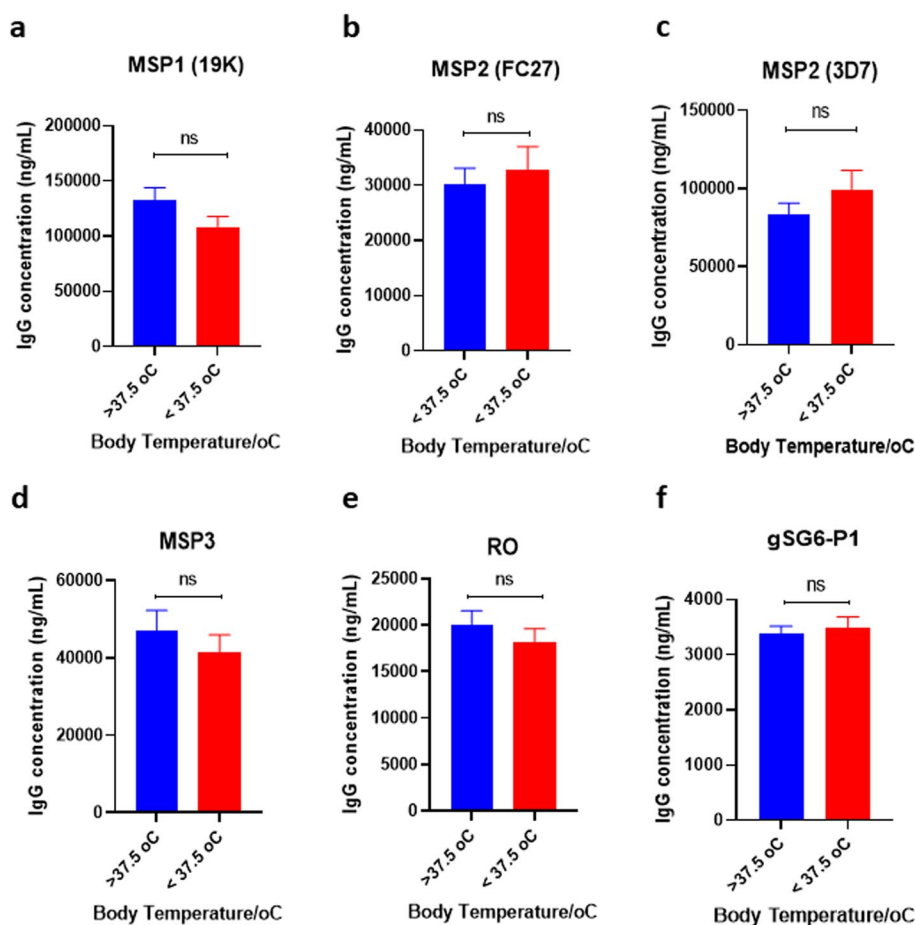 a
MSP1 (19K)
IgG concentration (ng/mL)
200000
150000
100000
50000
0
ns
>37.5 oC
< 37.5 oC
Body Temperature/oC
b
MSP2 (FC27)
IgG concentration (ng/mL)
40000
30000
20000
10000
0
ns
< 37.5 oC
< 37.5 oC
Body Temperature/oC
c
MSP2 (3D7)
IgG concentration (ng/mL)
150000
100000
50000
0
ns
>37.5 oC
< 37.5 oC
Body Temperature/oC
d
MSP3
IgG concentration (ng/mL)
60000
40000
20000
0
ns
>37.5 oC
< 37.5 oC
Body Temperature/oC
e
RO
IgG concentration (ng/mL)
25000
20000
15000
10000
5000
0
ns
>37.5 oC
< 37.5 oC
Body Temperature/oC
f
gSG6-P1
IgG concentration (ng/mL)
4000
3000
2000
1000
0
ns
>37.5 oC
< 37.5 oC
Body Temperature/oC